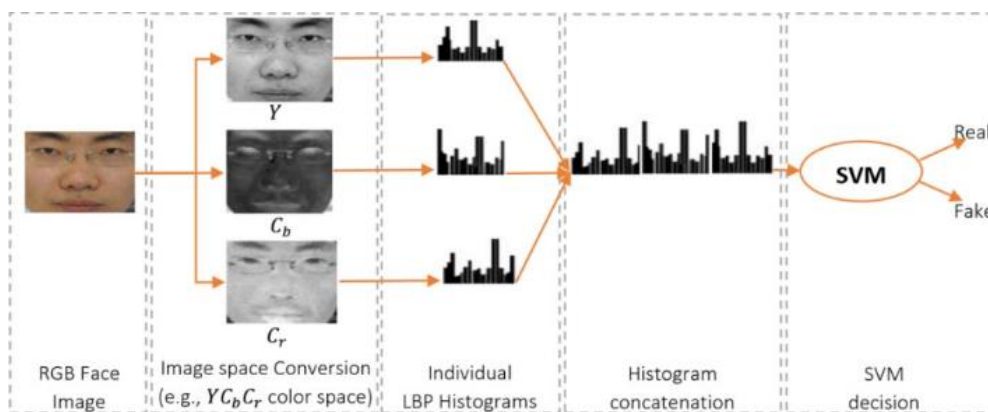 Y
C_b
C_r
SVM
Real
Fake
RGB Face
Image
Image space Conversion
(e.g., YC_bC_r color space)
Individual
LBP Histograms
Histogram
concatenation
SVM
decision